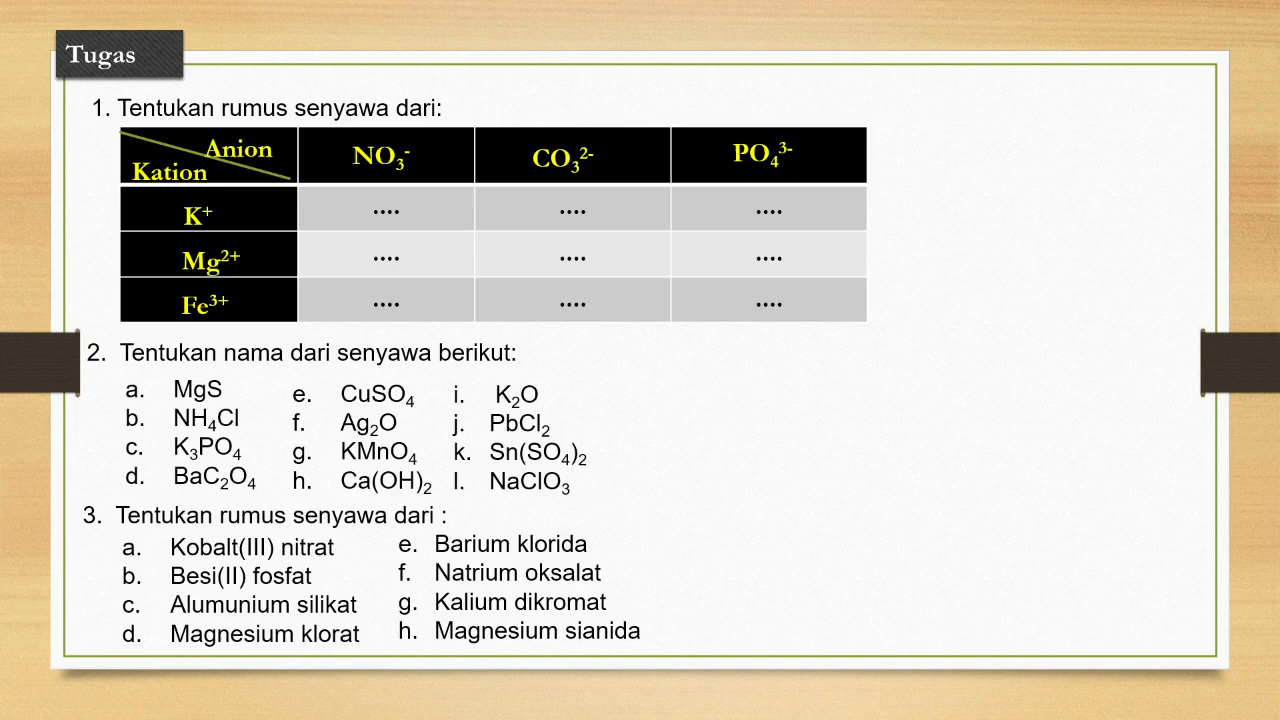 Tugas
1. Tentukan rumus senyawa dari:
Anion
Kation
NO₃⁻
CO₃²⁻
PO₄³⁻
K⁺ .... .... ....
Mg²⁺ .... .... ....
Fe³⁺ .... .... ....
2. Tentukan nama dari senyawa berikut:
a. MgS
b. NH₄Cl
c. K₃PO₄
d. BaC₂O₄
e. CuSO₄
f. Ag₂O
g. KMnO₄
h. Ca(OH)₂
i. K₂O
j. PbCl₂
k. Sn(SO₄)₂
l. NaClO₃
3. Tentukan rumus senyawa dari :
a. Kobalt(III) nitrat
b. Besi(II) fosfat
c. Alumunium silikat
d. Magnesium klorat
e. Barium klorida
f. Natrium oksalat
g. Kalium dikromat
h. Magnesium sianida